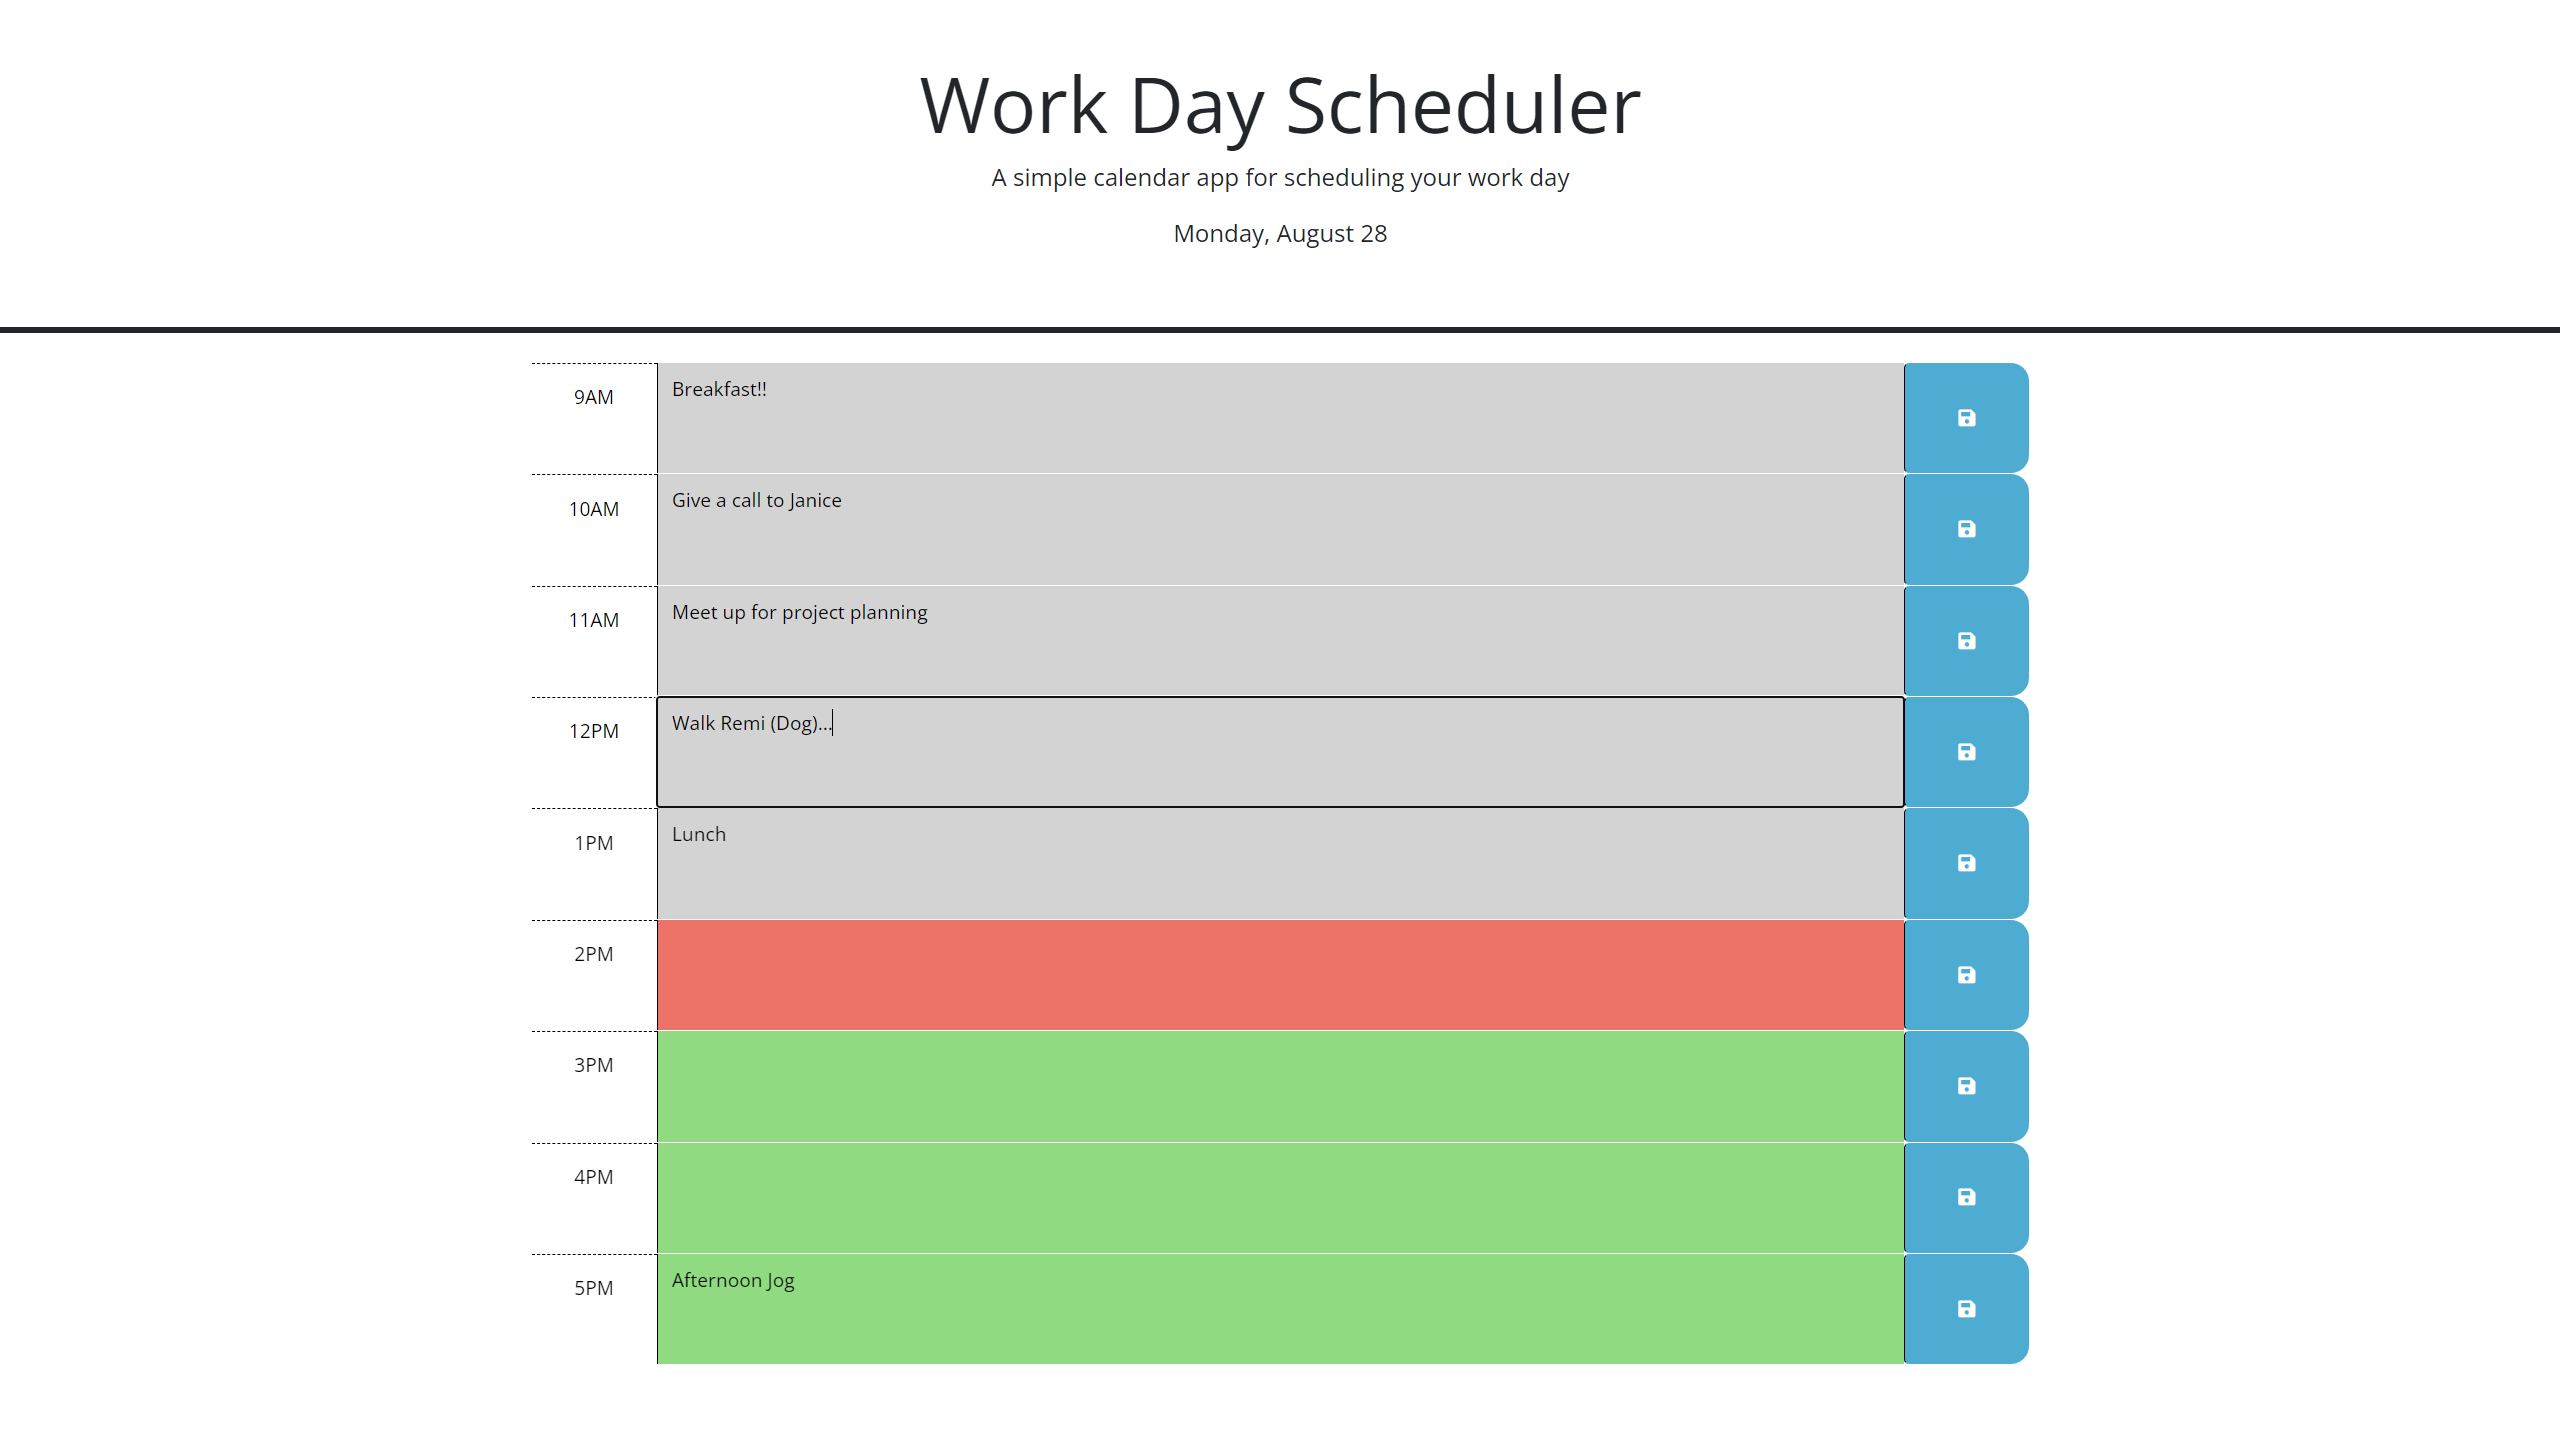 Work Day Scheduler
A simple calendar app for scheduling your work day
Monday, August 28
9AM
Breakfast!!
10AM
Give a call to Janice
11AM
Meet up for project planning
12PM
Walk Remi (Dog)...
1PM
Lunch
2PM
3PM
4PM
5PM
Afternoon Jog